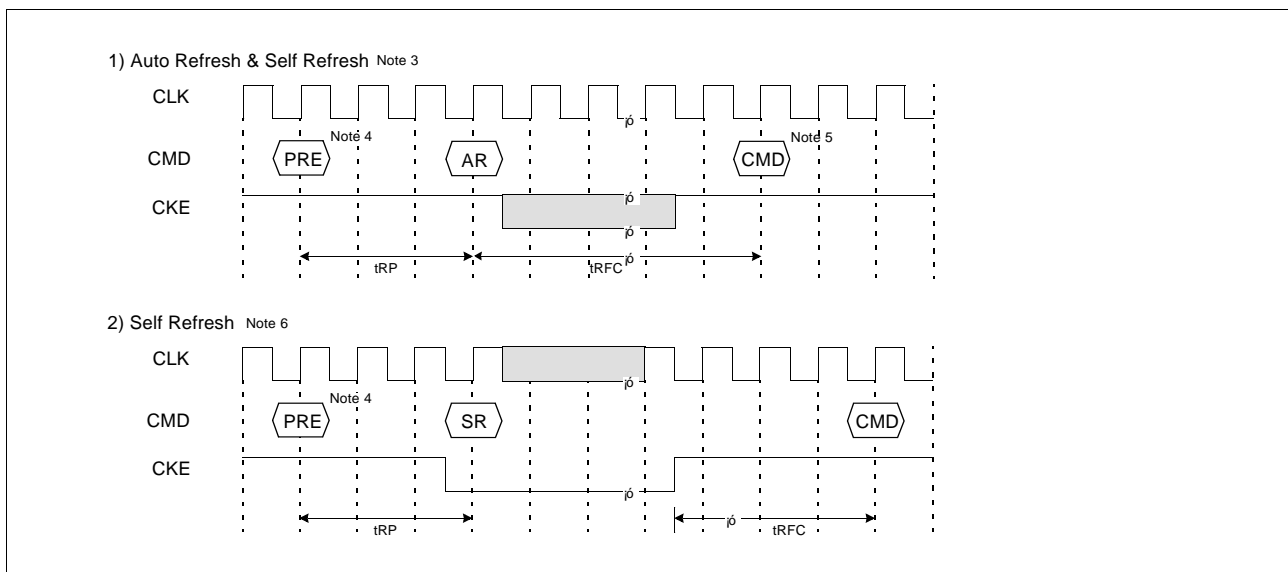 1) Auto Refresh & Self Refresh Note 3
CLK
¡ó
CMD PRE Note 4 AR CMD Note 5
CKE
¡ó
¡ó
tRP tRFC ¡ó
2) Self Refresh Note 6
CLK
¡ó
CMD PRE Note 4 SR CMD
CKE
¡ó
tRP ¡ó tRFC